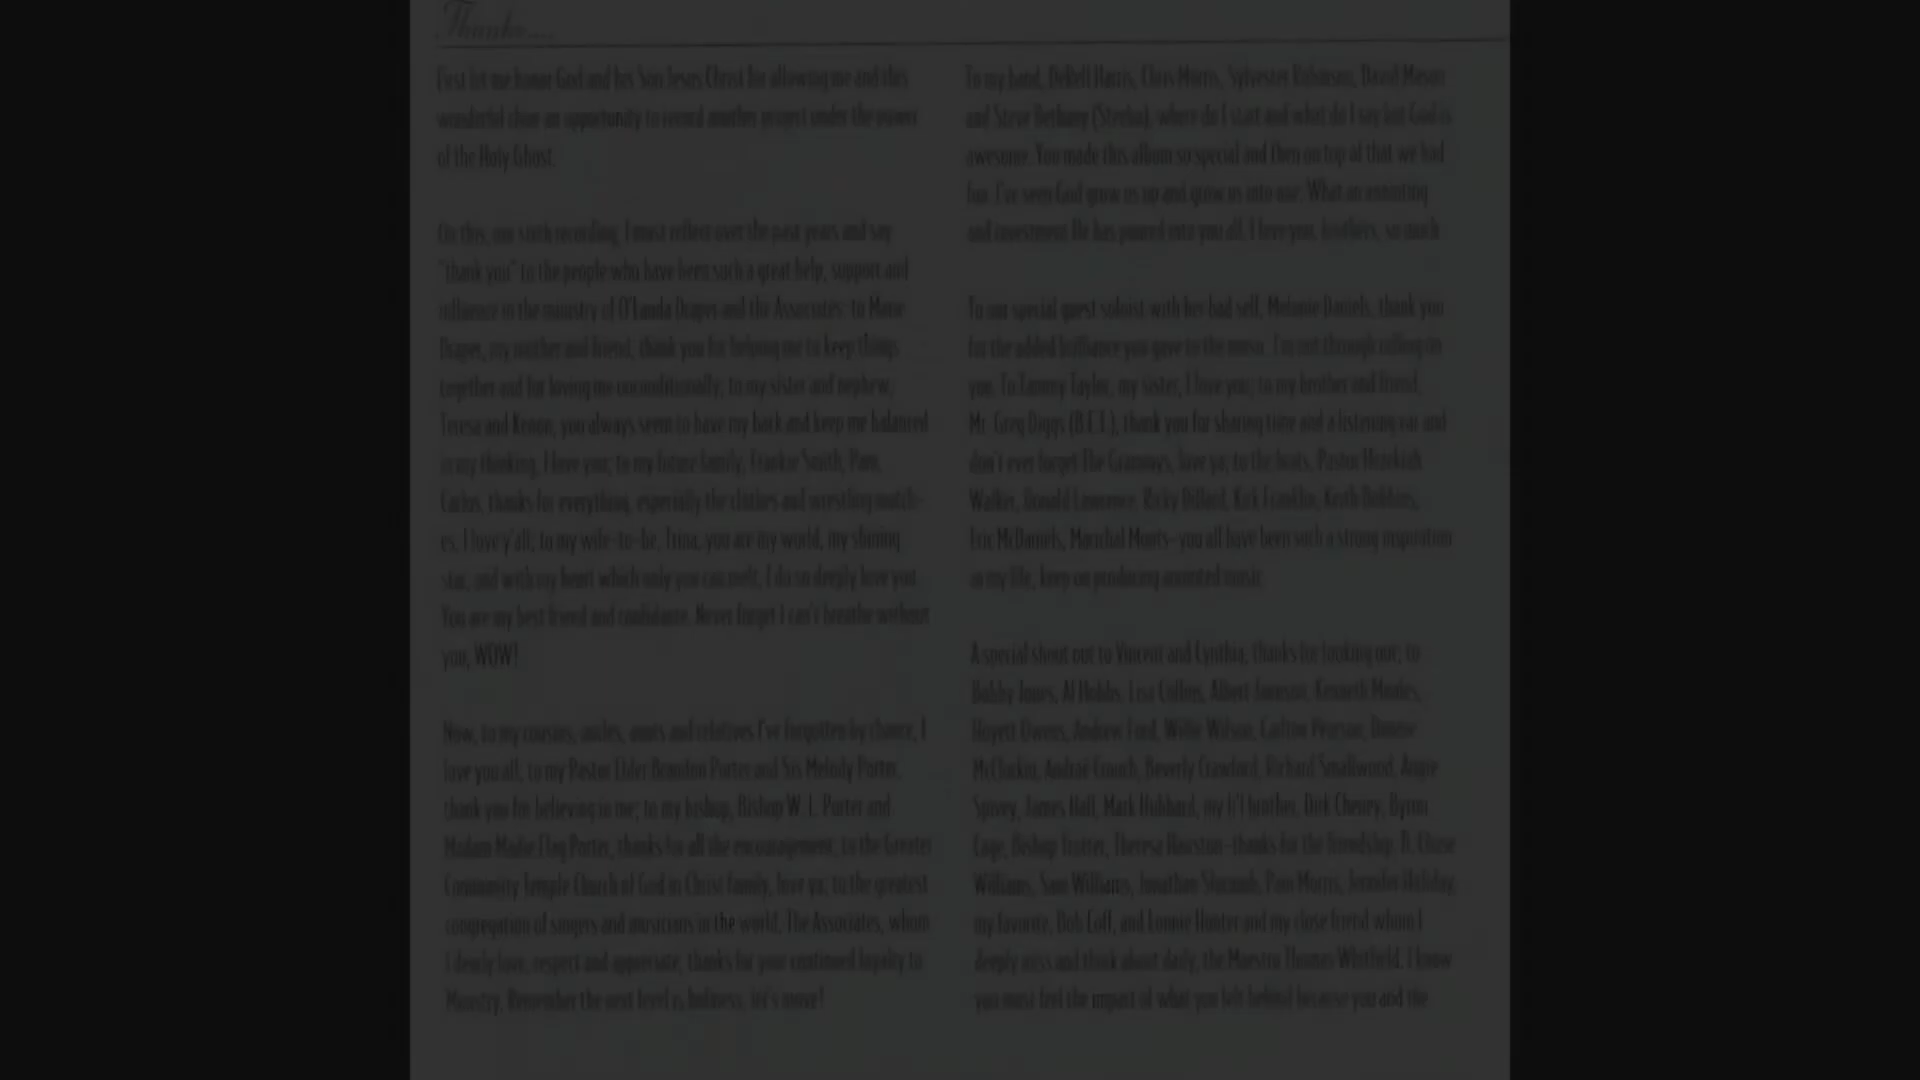 Thanks....
First let me honor God and his Son Jesus Christ for allowing me and this
wonderful choir an opportunity to record another project under the power
of the Holy Ghost.
On this, our sixth recording, I must reflect over the past years and say
"thank you" to the people who have been such a great help, support and
influence in the ministry of O'Landa Draper and the Associates: to Marie
Draper, my mother and friend, thank you for helping me to keep things
together and for loving me unconditionally; to my sister and nephew,
Teresa and Kenon, you always seem to have my back and keep me balanced
in my thinking, I love you; to my future family, Frankie Smith, Pam,
Carlos, thanks for everything, especially the clothes and wrestling match-
es, I love y'all; to my wife-to-be, Trina, you are my world, my shining
star, and with my heart which only you can melt, I do so deeply love you.
You are my best friend and confidante. Never forget I can't breathe without
you, WOW!
Now, to my cousins, uncles, aunts and relatives I've forgotten by chance, I
love you all; to my Pastor Elder Brandon Porter and Sis Melody Porter,
thank you for believing in me; to my bishop, Bishop W. L. Porter and
Madam Madie Porter, thanks for all the encouragement; to the Greater
Community Temple Church of God in Christ family, love ya; to the greatest
congregation of singers and musicians in the world, The Associates, whom
I dearly love, respect and appreciate, thanks for your continued loyalty to
Ministry. Remember the next level is holiness, let's move!
To my band, Chris Morris, Sylvester Robinson, David Mason
and Steve Bethany (Steebo), where do I start and what do I say but God is
awesome. You made this album so special and then on top of that we had
fun. I've seen God grow us up and grow us into one. What an anointing
and investment He has poured into you all. I love you, brothers, so much.
To our special guest soloist with her bad self, Melanie Daniels, thank you
for the added brilliance you gave to the music. I'm not through calling on
you. To Tammy Taylor, my sister, I love you; to my brother and friend,
Mr. Greg Diggs (B.E.T.), thank you for sharing time and a listening ear and
don't ever forget The Grammys, love ya; to the heats, Pastor Hezekiah
Walker, Donald Lawrence, Ricky Dillard, Kirk Franklin, Keith Dobbins,
Eric McDaniels, Marichal Monts-you all have been such a strong inspiration
in my life, keep on producing anointed music.
A special shout out to Vincent and Cynthia, thanks for looking out; to
Bobby Jones, Al Hobbs, Lisa Collins, Albert Jamison, Kenneth
Owens, Andrew Ford, Willie Wilson, Carlton Pearson, Donnie
McClurkin, Andraé Crouch, Beverly Crawford, Richard Smallwood, Angie
Spivey, James Hall, Mark Hubbard, my li'l brother, Dirk Cheney, Byron
Cage, Bishop Trotter, Theresa Hairston-thanks for the friendship,
Williams, Sam Williams, Jonathan Slocumb, Pam Morris, Jennifer Holiday,
my favorite, Bob Coff, and Lonnie Hunter and my close friend whom I
deeply miss and think about daily, the Maestro Thomas Whitfield. I know
you must feel the impact of what you left behind because you and me